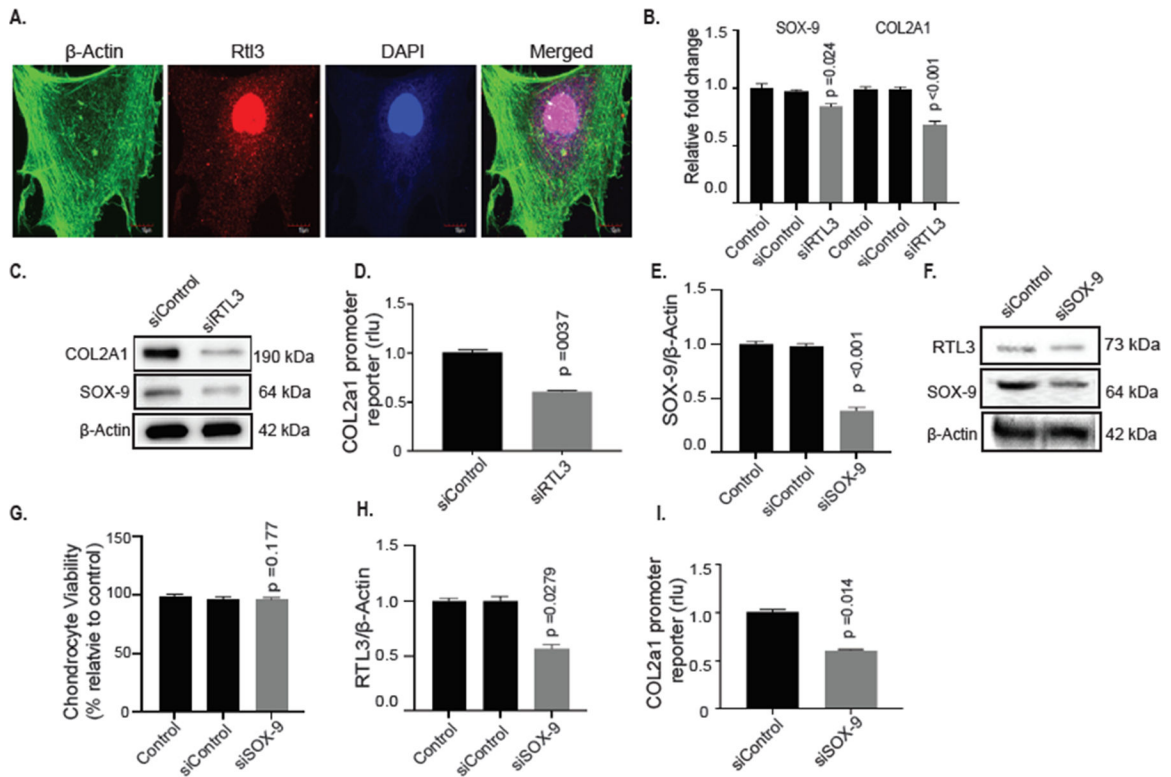 A.
β-Actin
Rtl3
DAPI
Merged
B.
SOX-9
COL2A1
Relative fold change
1.5
1.0
0.5
0.0
p =0.024
p <0.001
Control
siControl
siRTL3
Control
siControl
siRTL3
C.
siControl
siRTL3
COL2A1
190 kDa
SOX-9
64 kDa
β-Actin
42 kDa
D.
COL2a1 promoter
reporter (rlu)
1.5
1.0
0.5
0
p =0037
siControl
siRTL3
E.
SOX-9/β-Actin
1.5
1.0
0.5
0.0
p <0.001
Control
siControl
siSOX-9
F.
siControl
siSOX-9
RTL3
73 kDa
SOX-9
64 kDa
β-Actin
42 kDa
G.
Chondrocyte Viability
(% relatvie to control)
150
100
50
0
p =0.177
Control
siControl
siSOX-9
H.
RTL3/β-Actin
1.5
1.0
0.5
0.0
p =0.0279
Control
siControl
siSOX-9
I.
COL2a1 promoter
reporter (rlu)
1.5
1.0
0.5
0
p =0.014
siControl
siSOX-9